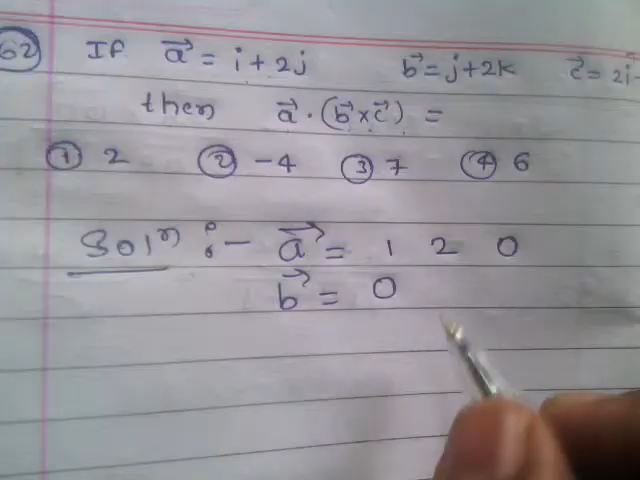 62 If a⃗ = i + 2j b⃗ = j + 2k c⃗ = 2i
then a⃗ . (b⃗ × c⃗) =
① 2 ② -4 ③ 7 ④ 6
Solⁿ :- a⃗ = 1 2 0
b⃗ = 0